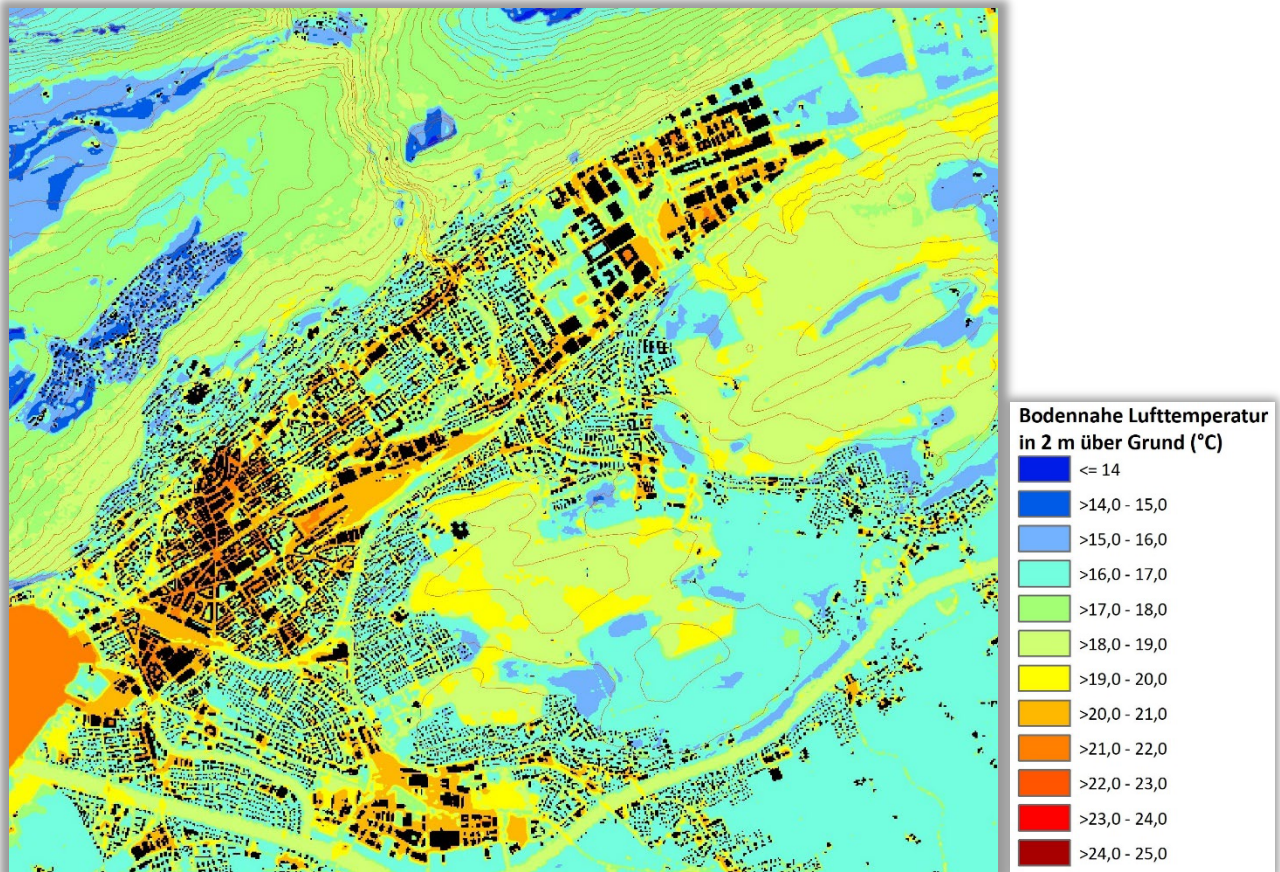 Bodennahe Lufttemperatur
in 2 m über Grund (°C)
<= 14
>14,0 - 15,0
>15,0 - 16,0
>16,0 - 17,0
>17,0 - 18,0
>18,0 - 19,0
>19,0 - 20,0
>20,0 - 21,0
>21,0 - 22,0
>22,0 - 23,0
>23,0 - 24,0
>24,0 - 25,0